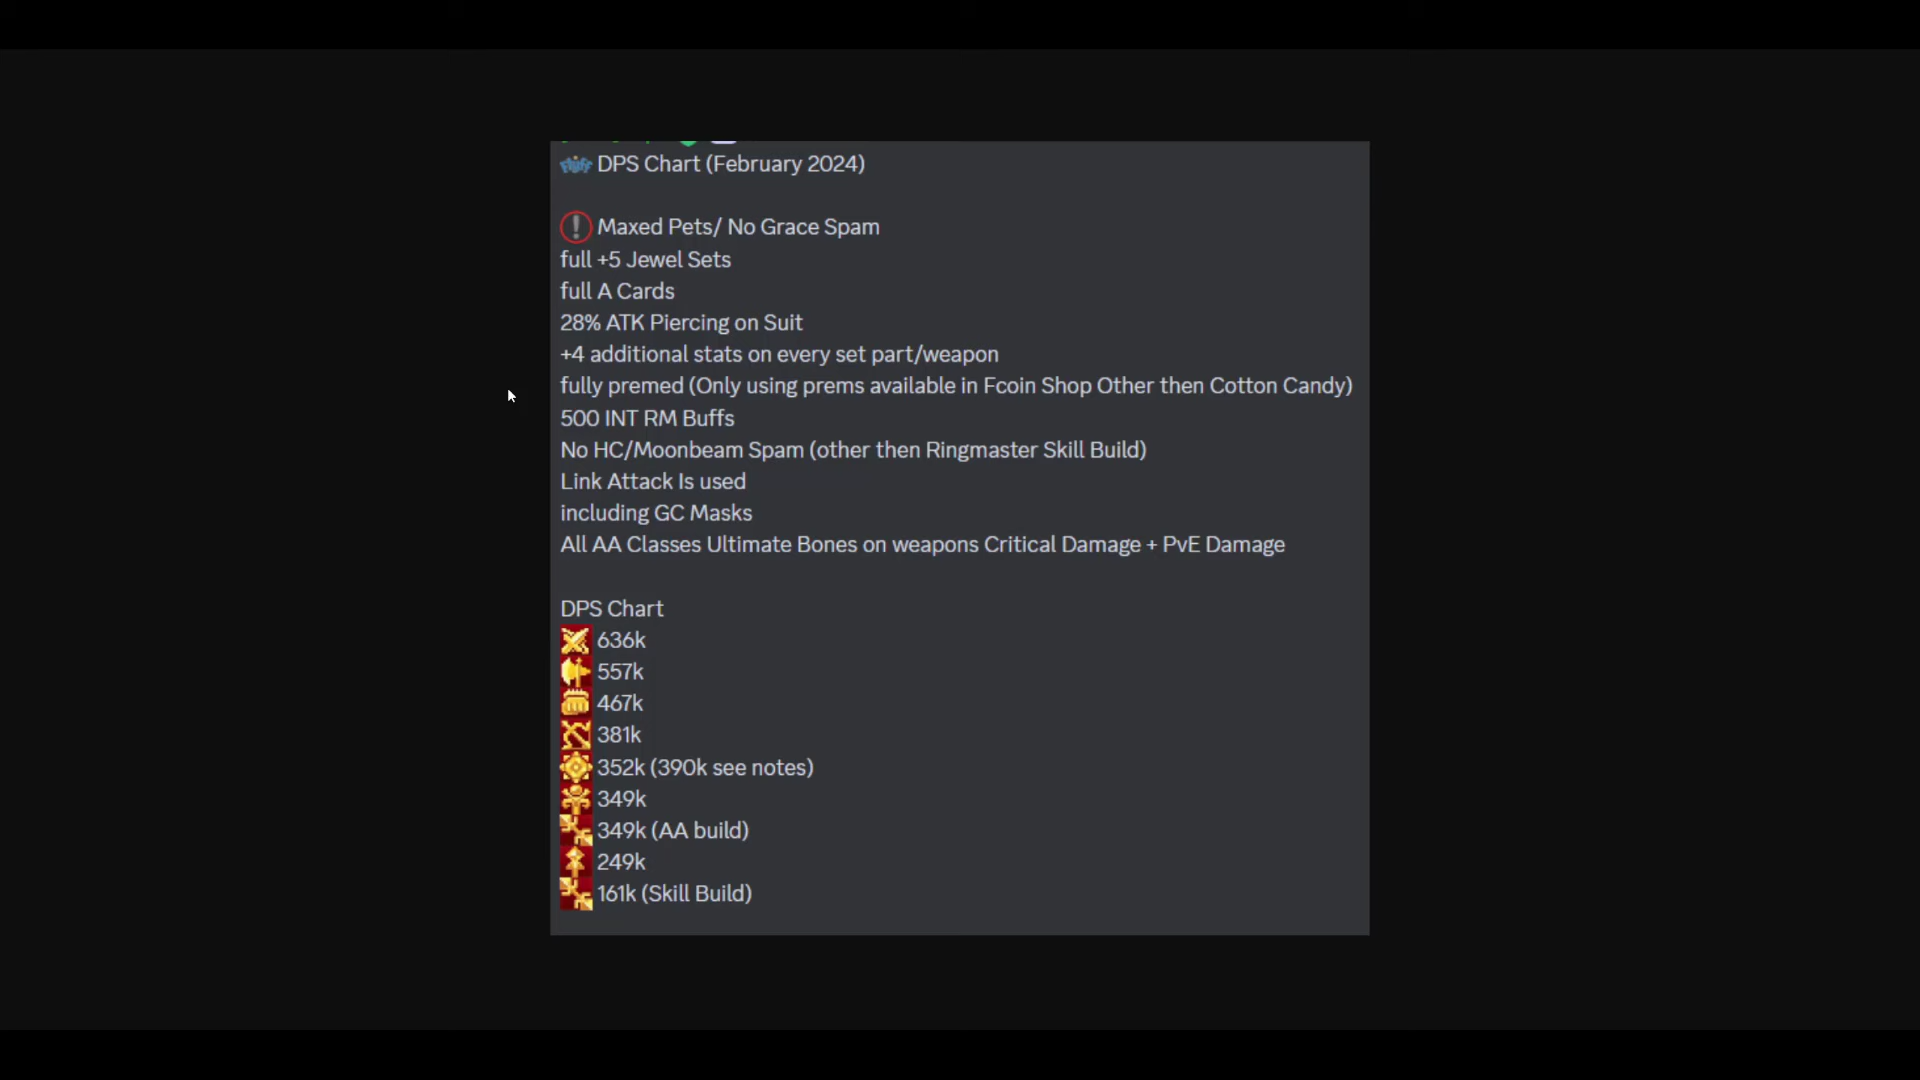 DPS Chart (February 2024)
Maxed Pets/ No Grace Spam
full +5 Jewel Sets
full A Cards
28% ATK Piercing on Suit
+4 additional stats on every set part/weapon
fully premed (Only using prems available in Fcoin Shop Other then Cotton Candy)
500 INT RM Buffs
No HC/Moonbeam Spam (other then Ringmaster Skill Build)
Link Attack Is used
including GC Masks
All AA Classes Ultimate Bones on weapons Critical Damage + PvE Damage
DPS Chart
636k
557k
467k
381k
352k (390k see notes)
349k
349k (AA build)
249k
161k (Skill Build)